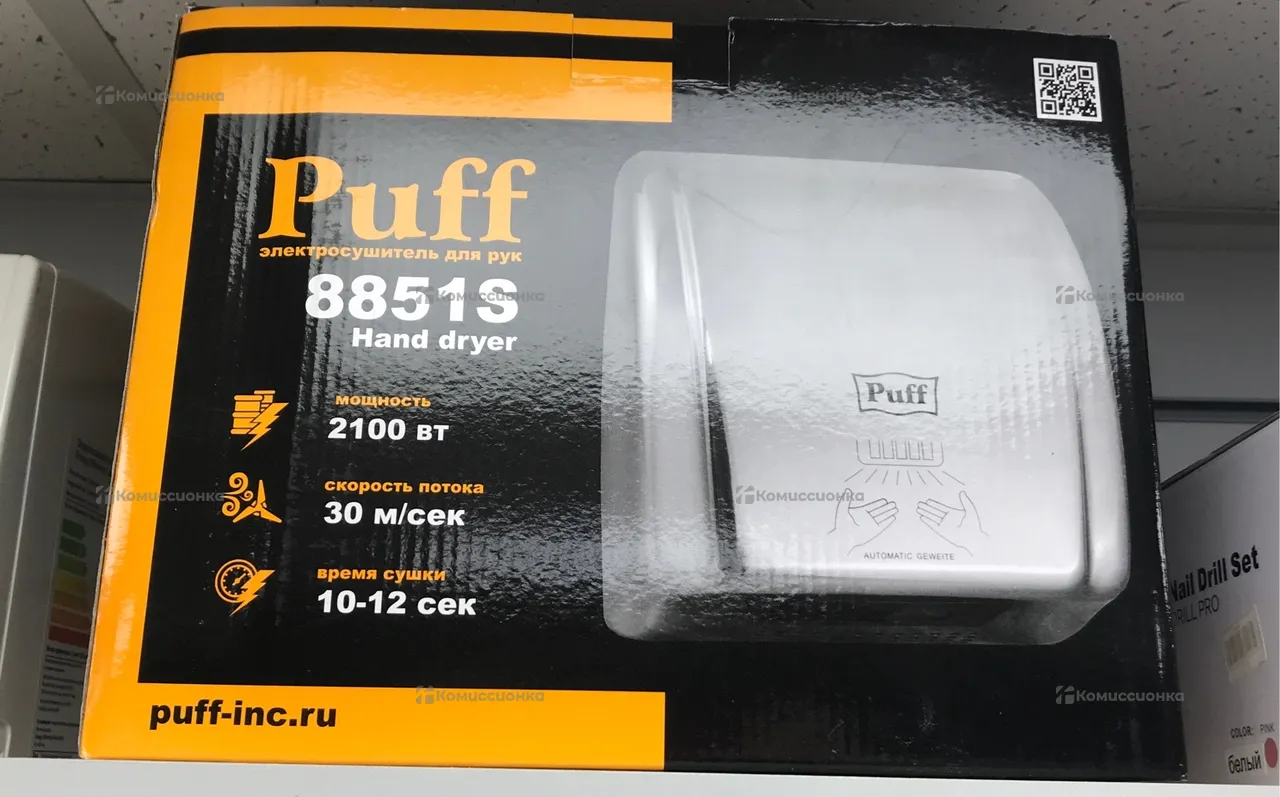 Puff
электросушитель для рук
8851S
Hand dryer
мощность
2100 вт
скорость потока
30 м/сек
время сушки
10-12 сек
puff-inc.ru
Puff
AUTOMATIC GEWEITE
Nail Drill Set
DRILL PRO
COLOR: PINK
белый
Комиссионка
Комиссионка
Комиссионка
Комиссионка
Комиссионка
Комиссионка
Комиссионка
Комиссионка